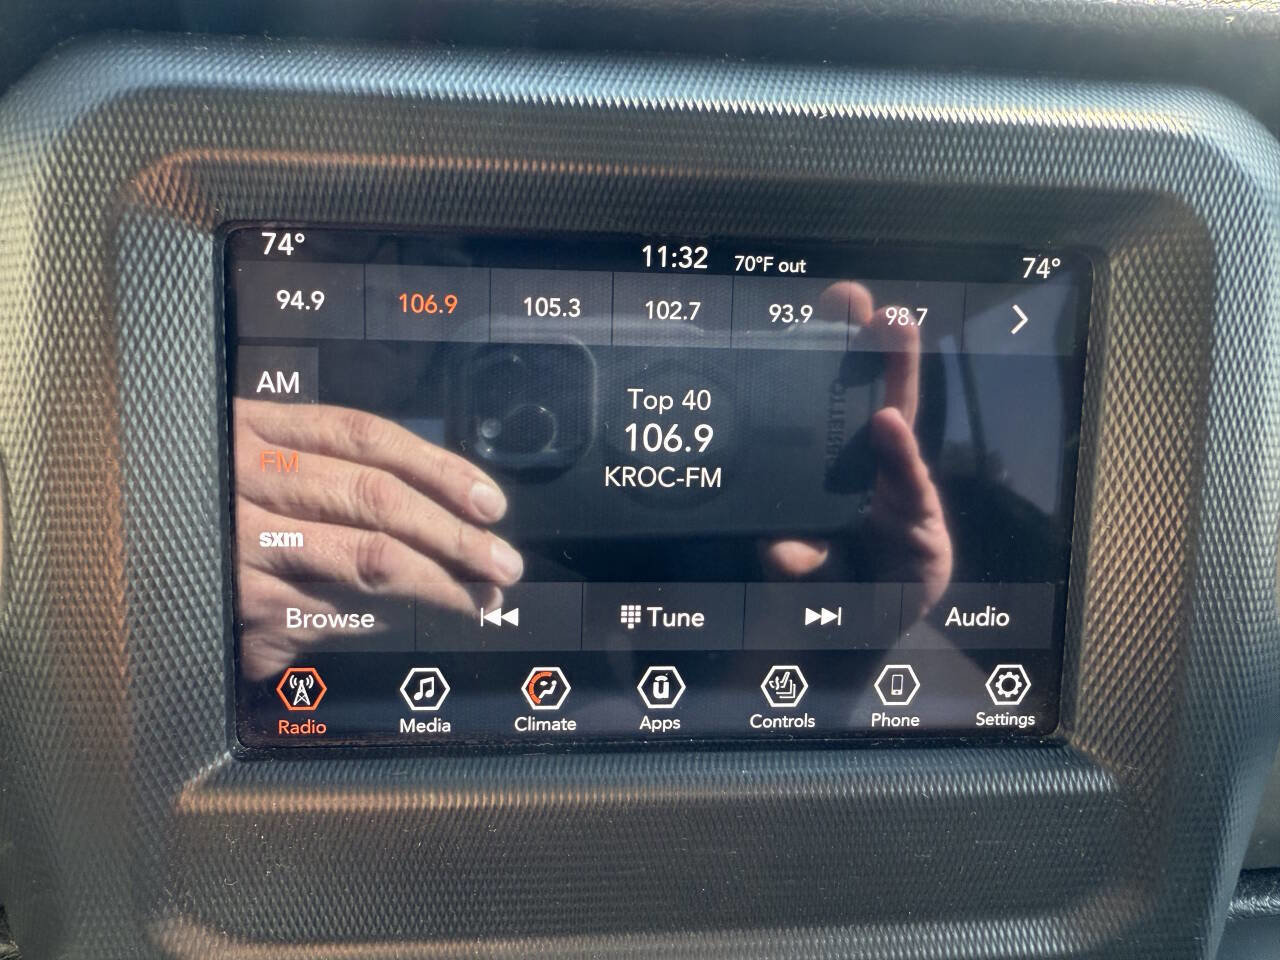 74° 11:32 70°F out 74°
94.9 106.9 105.3 102.7 93.9 98.7
AM
Top 40
106.9
FM
KROC-FM
sxm
Browse Tune Audio
Radio Media Climate Apps Controls Phone Settings